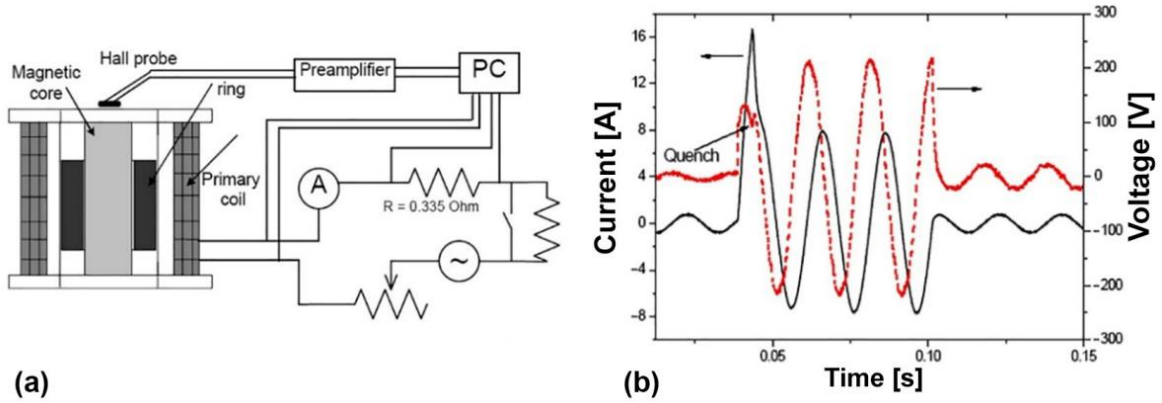 Hall probe
Magnetic
core
ring
Preamplifier
PC
Primary
coil
A
R = 0.335 Ohm
~
(a)
Current [A]
16
12
8
4
0
-4
-8
Quench
300
200
100
0
-100
-200
-300
Voltage [V]
0.05
0.10
0.15
Time [s]
(b)